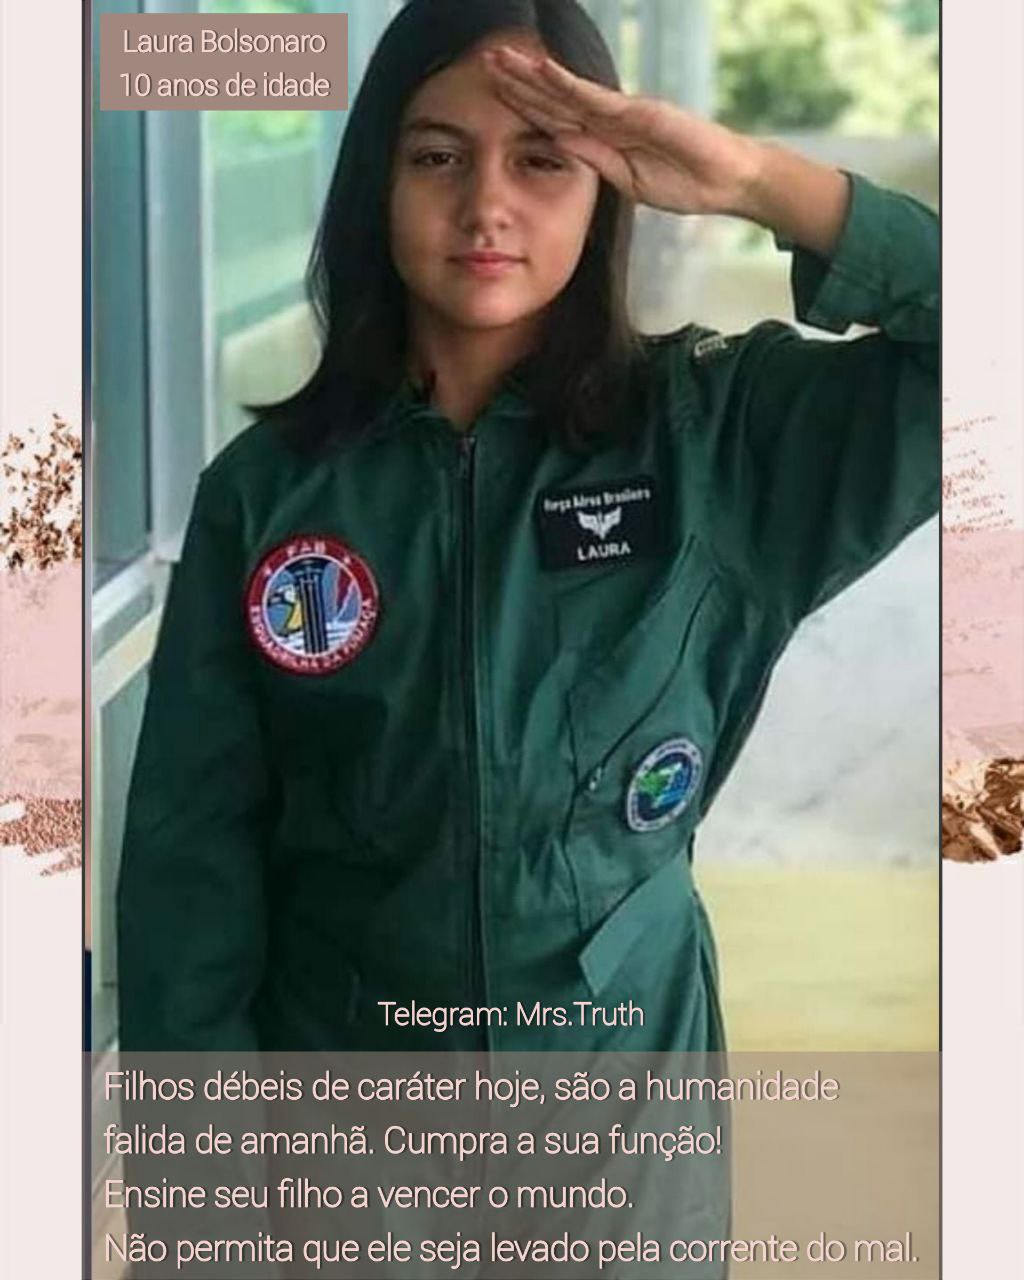 Laura Bolsonaro
10 anos de idade
Força Aérea Brasileira
LAURA
FAB
ESQUADRILHA DA FUMAÇA
Telegram: Mrs.Truth
Filhos débeis de caráter hoje, são a humanidade
falida de amanhã. Cumpra a sua função!
Ensine seu filho a vencer o mundo.
Não permita que ele seja levado pela corrente do mal.